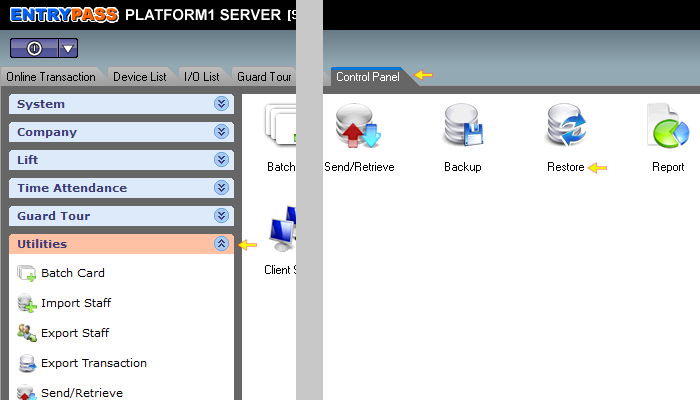 ENTRYPASS PLATFORM1 SERVER [S
Online Transaction Device List I/O List Guard Tour Control Panel
System
Company
Lift
Time Attendance
Guard Tour
Utilities
Batch Card
Import Staff
Export Staff
Export Transaction
Send/Retrieve
Batch Send/Retrieve Backup Restore Report
Client S